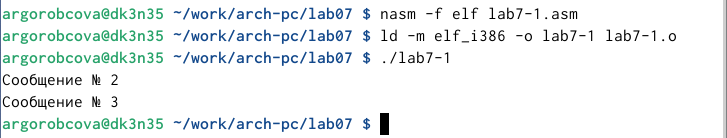 argorobcova@dk3n35 ~/work/arch-pc/lab07 $ nasm -f elf lab7-1.asm
argorobcova@dk3n35 ~/work/arch-pc/lab07 $ ld -m elf_i386 -o lab7-1 lab7-1.o
argorobcova@dk3n35 ~/work/arch-pc/lab07 $ ./lab7-1
Сообщение № 2
Сообщение № 3
argorobcova@dk3n35 ~/work/arch-pc/lab07 $